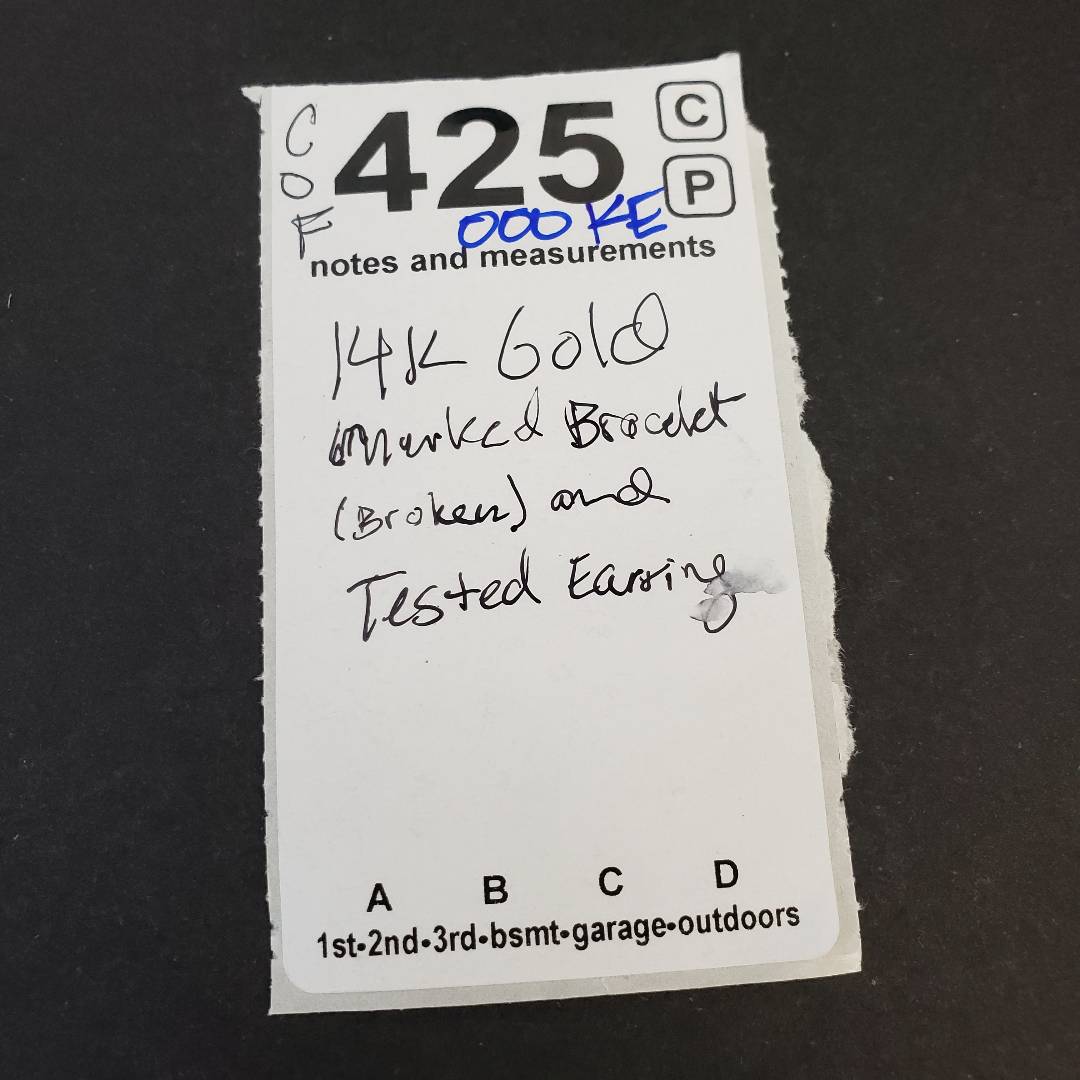 C
O
F
425
C
P
000 KE
notes and measurements
14K Gold
Marked Bracelet
(Broken) and
Tested Earring
A B C D
1st•2nd•3rd•bsmt•garage•outdoors